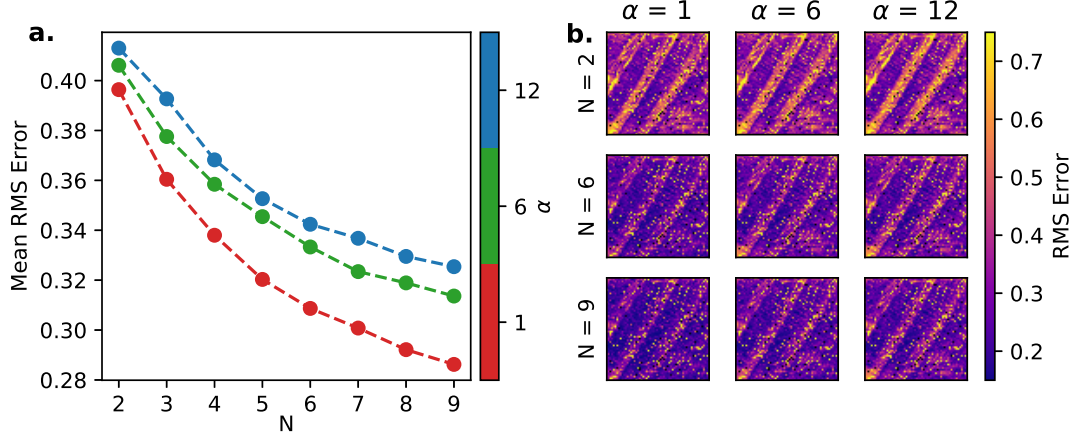 a.
0.40
0.38
0.36
0.34
0.32
0.30
0.28
Mean RMS Error
2 3 4 5 6 7 8 9
N
12
6
1
α
b.
α = 1 α = 6 α = 12
N = 2
N = 6
N = 9
0.7
0.6
0.5
0.4
0.3
0.2
RMS Error